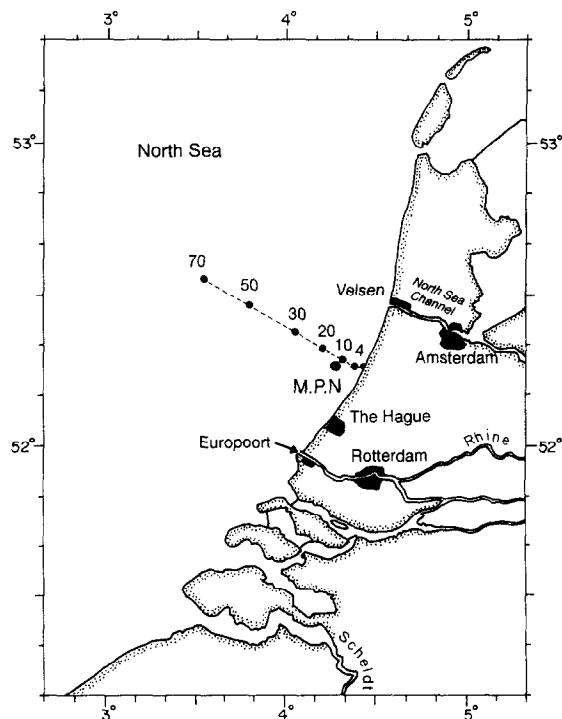 3° 4° 5°
53° 53°
North Sea
70
50
30
20
10
4
Velsen
North Sea
Channel
Amsterdam
M.P.N
The Hague
Europoort
Rotterdam
Rhine
52° 52°
Scheldt
3° 4° 5°